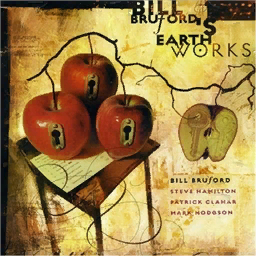 BILL
BRUFORD'S
EARTH
WORKS
BILL BRUFORD
STEVE HAMILTON
PATRICK CLAHAR
MARK HODGSON